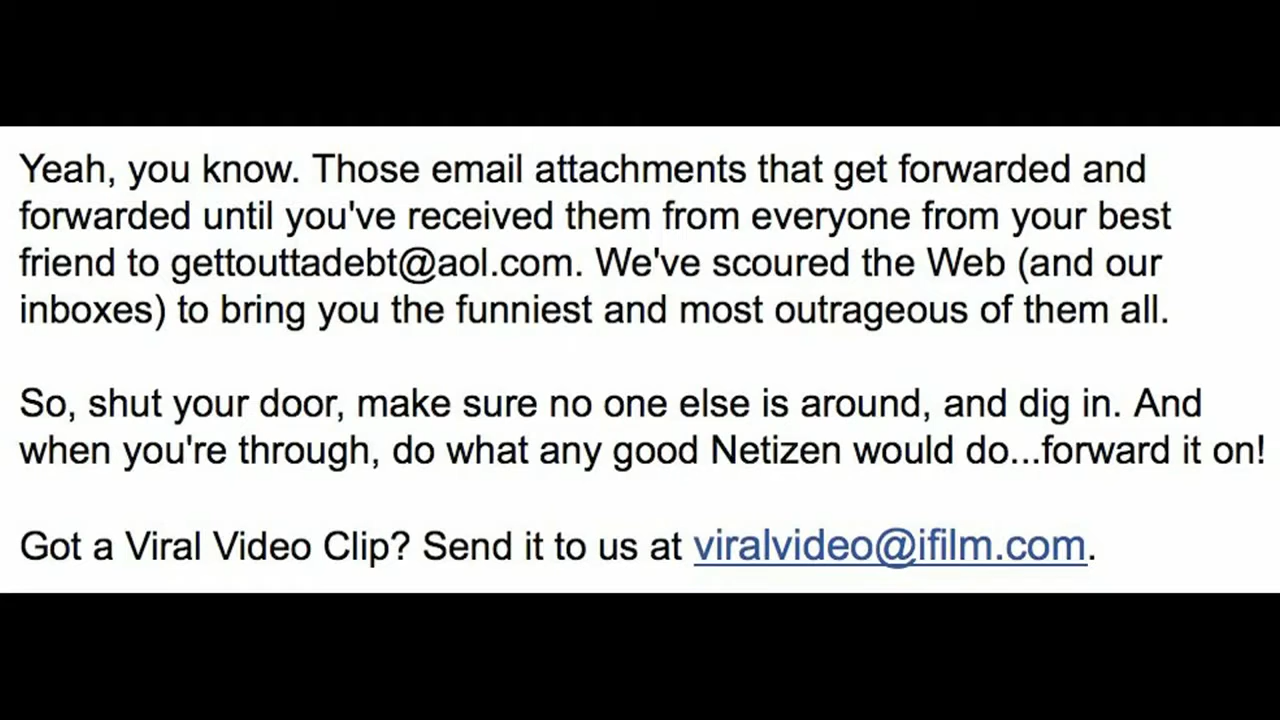 Yeah, you know. Those email attachments that get forwarded and
forwarded until you've received them from everyone from your best
friend to gettouttadebt@aol.com. We've scoured the Web (and our
inboxes) to bring you the funniest and most outrageous of them all.
So, shut your door, make sure no one else is around, and dig in. And
when you're through, do what any good Netizen would do...forward it on!
Got a Viral Video Clip? Send it to us at viralvideo@ifilm.com.